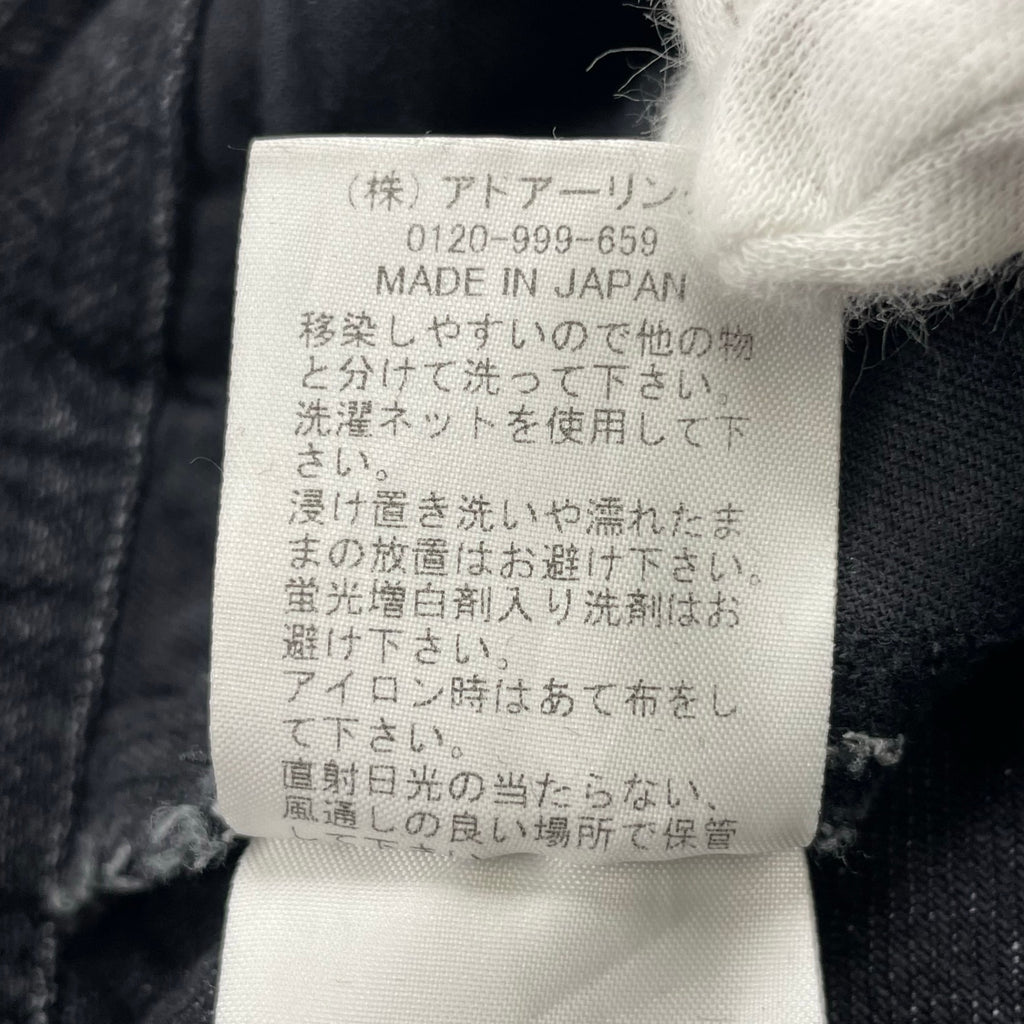 （株）アドアーリン
0120-999-659
MADE IN JAPAN
移染しやすいので他の物
と分けて洗って下さい。
洗濯ネットを使用して下
さい。
浸け置き洗いや濡れたま
まの放置はお避け下さい。
蛍光増白剤入り洗剤はお
避け下さい。
アイロン時はあて布をし
て下さい。
直射日光の当たらない、
風通しの良い場所で保管
して下さい